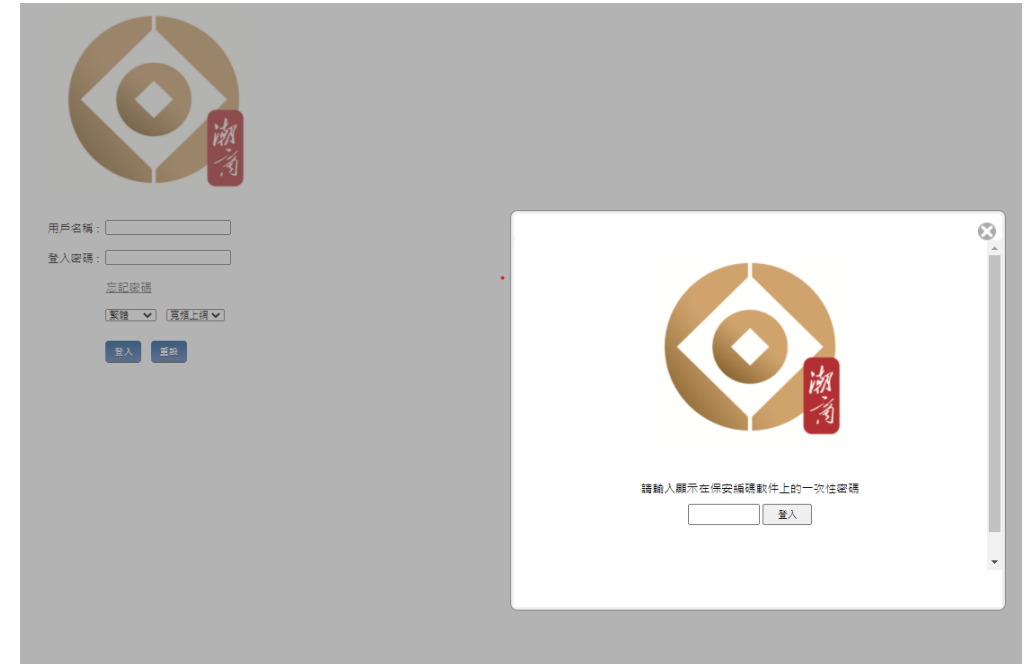 潮商
用戶名稱 :
登入密碼 :
忘記密碼
繁體 寬頻上網
登入 重設
潮商
請輸入顯示在保安編碼軟件上的一次性密碼
登入